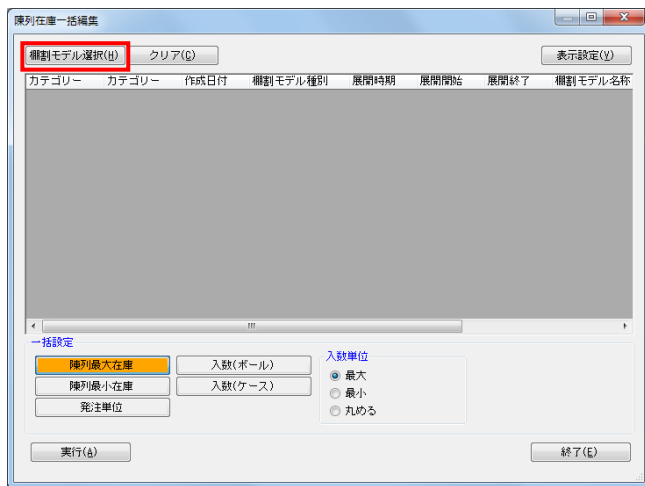 陳列在庫一括編集
棚割モデル選択(H) クリア(C) 表示設定(Y)
カテゴリー カテゴリー 作成日付 棚割モデル種別 展開時期 展開開始 展開終了 棚割モデル名称
一括設定
陳列最大在庫 入数(ボール) 入数単位
最大
陳列最小在庫 入数(ケース)
最小
発注単位 丸める
実行(A) 終了(E)